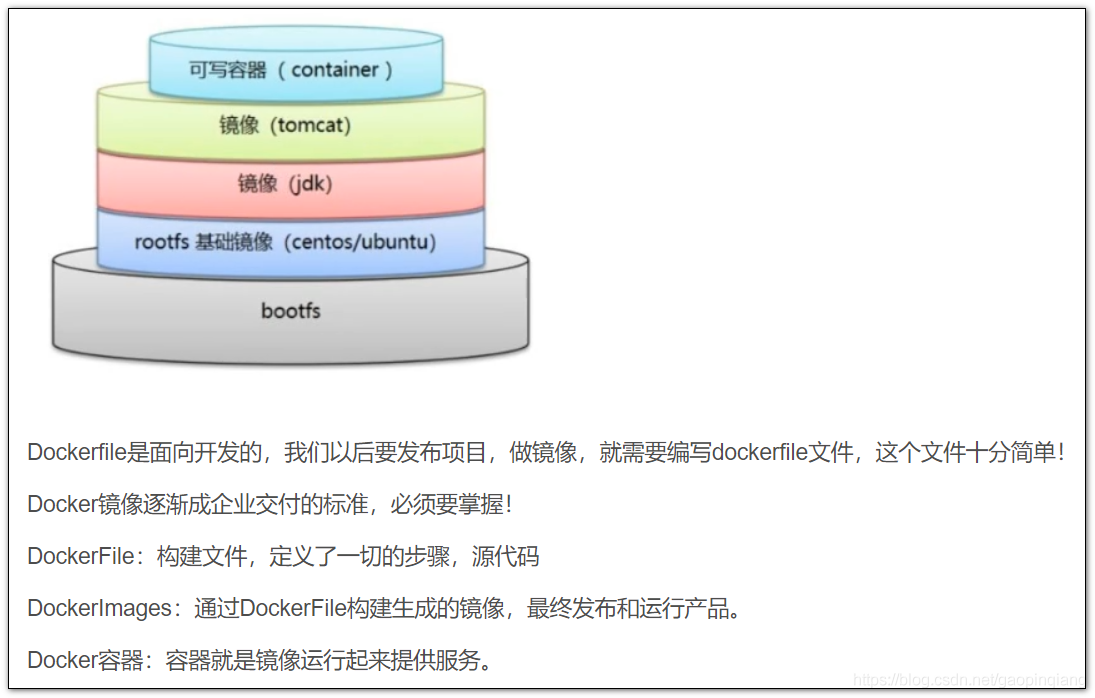 可写容器（ container ）
镜像（tomcat）
镜像（jdk）
rootfs 基础镜像（centos/ubuntu）
bootfs
Dockerfile是面向开发的，我们以后要发布项目，做镜像，就需要编写dockerfile文件，这个文件十分简单！
Docker镜像逐渐成企业交付的标准，必须要掌握！
DockerFile：构建文件，定义了一切的步骤，源代码
DockerImages：通过DockerFile构建生成的镜像，最终发布和运行产品。
Docker容器：容器就是镜像运行起来提供服务。
https://blog.csdn.net/gaopinqiang